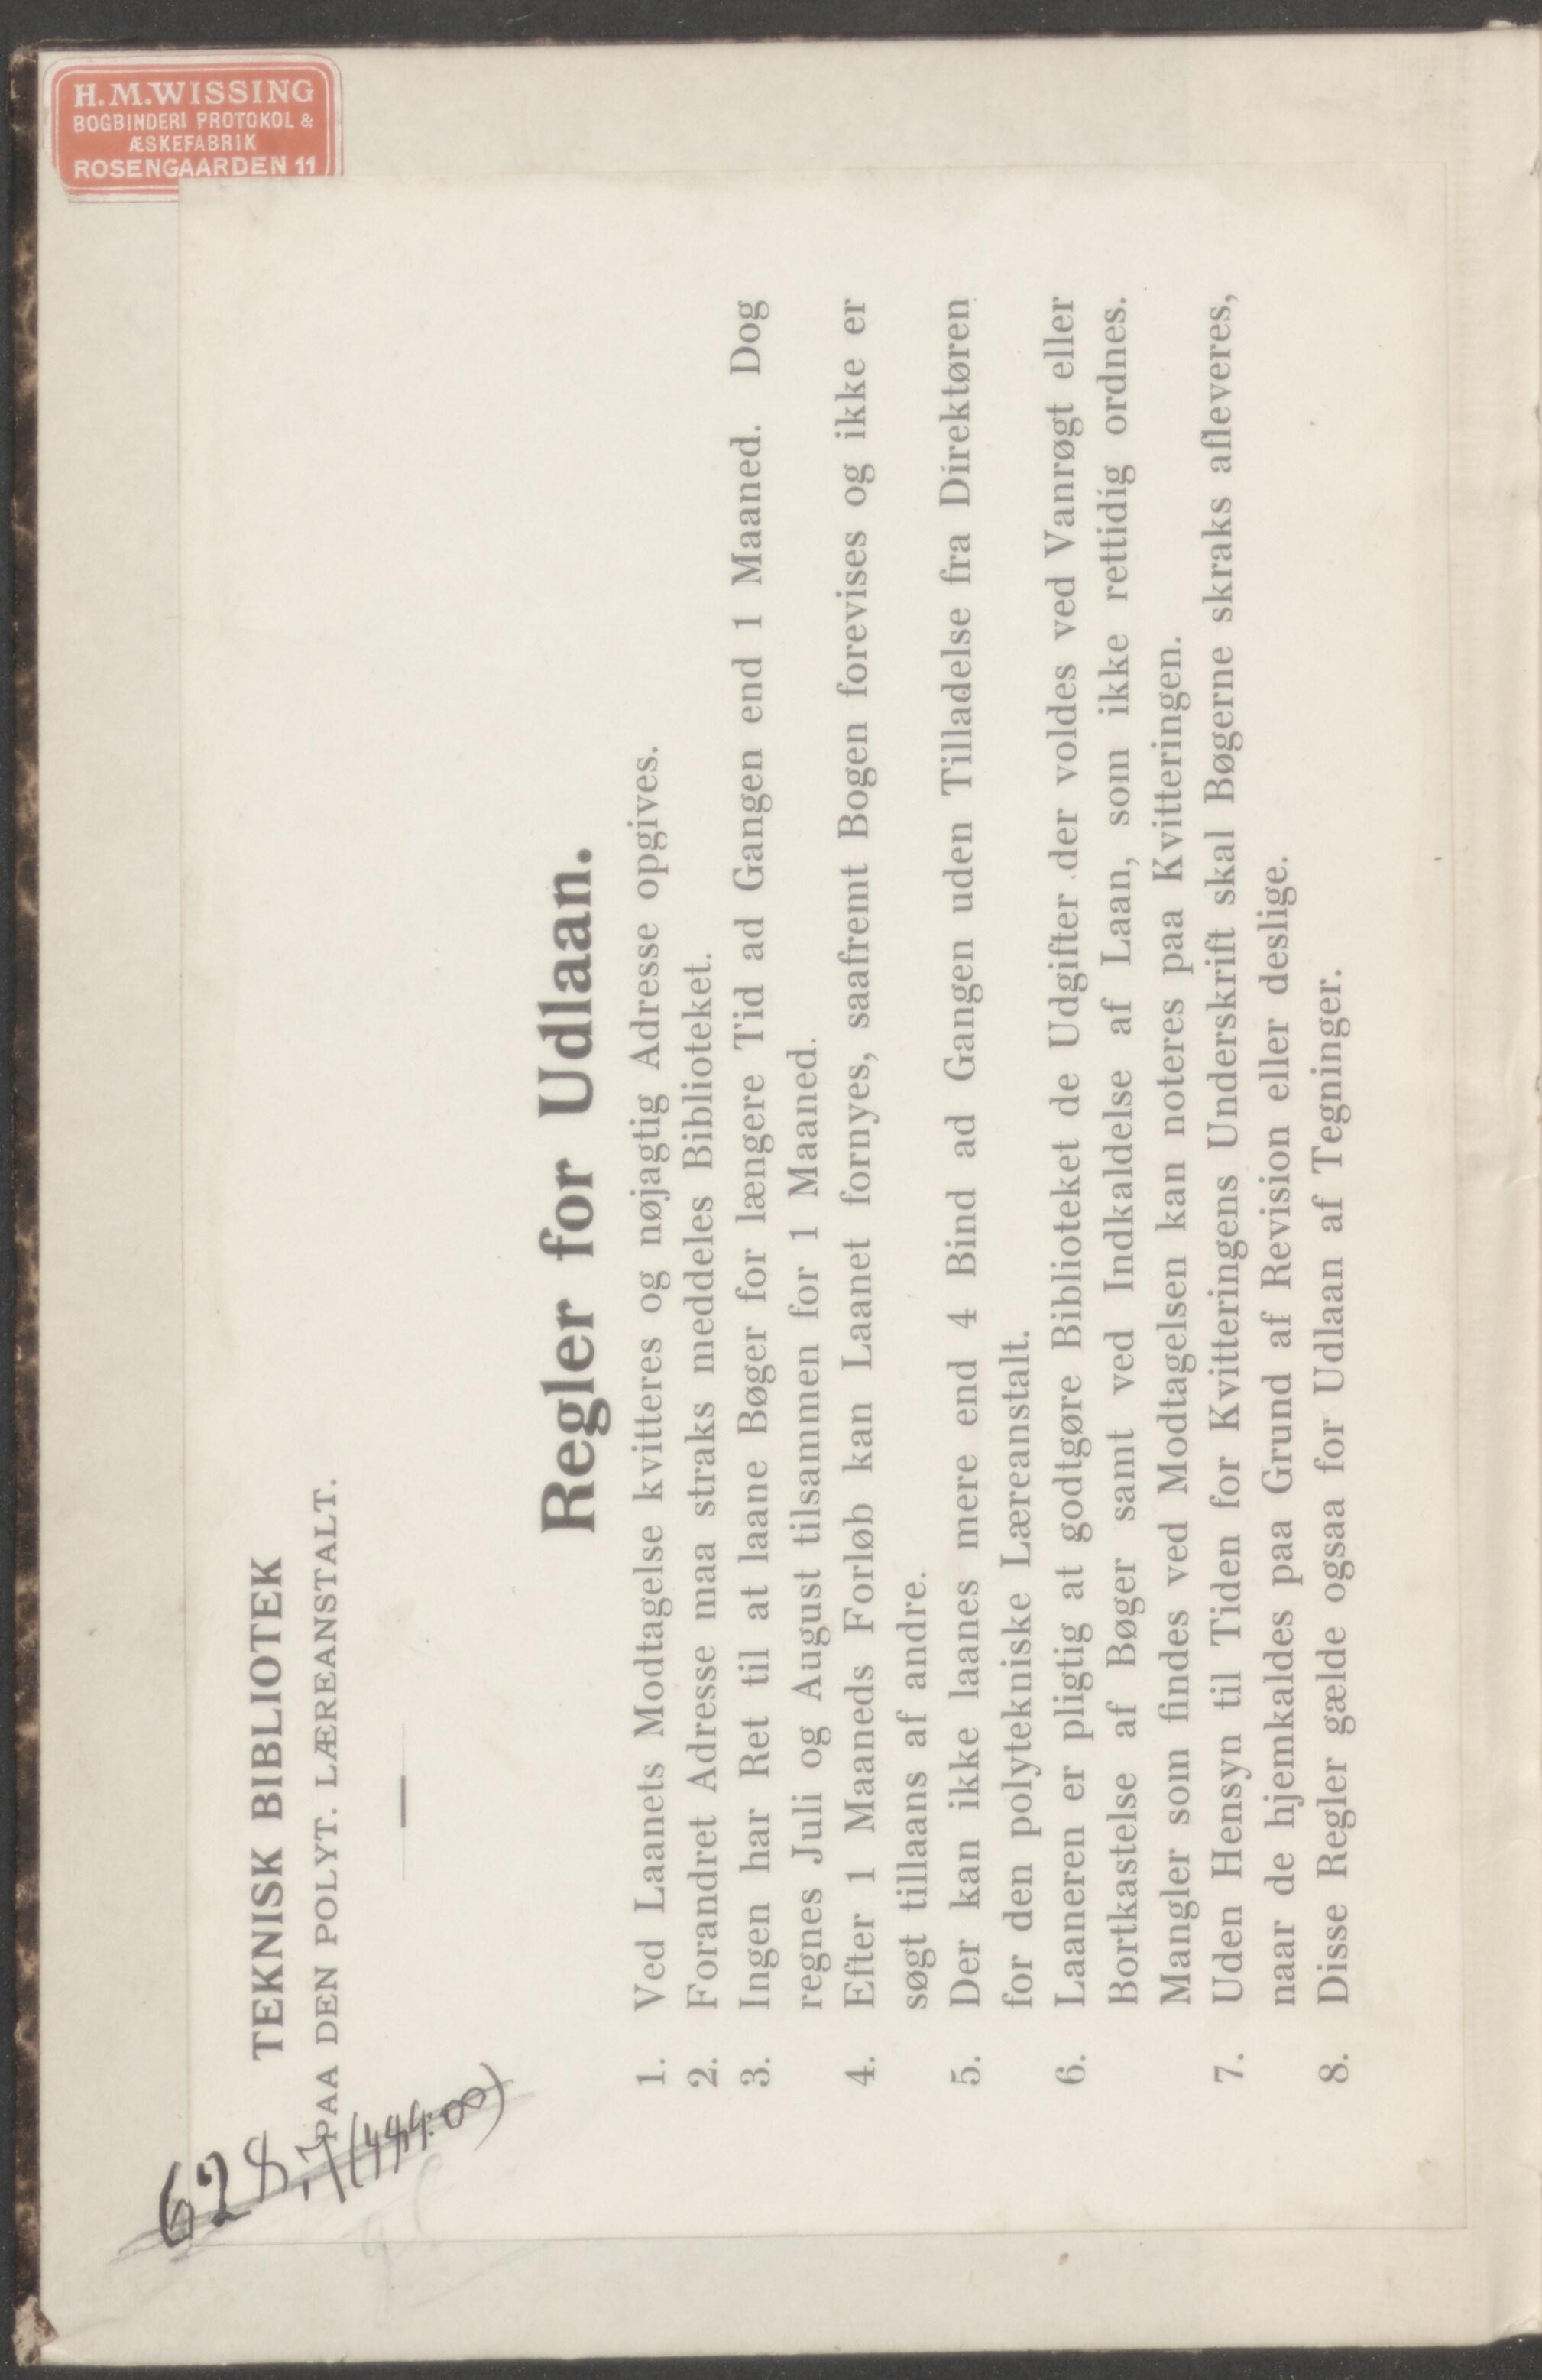 H. M. WISSING
BOGBINDERI PROTOKOL &
ÆSKEFABRIK
ROSENGAARDEN 11
628.7 (444.00)
TEKNISK BIBLIOTEK
PAA DEN POLYT. LÆREANSTALT.
Regler for Udlaan.
1. Ved Laanets Modtagelse kvitteres og nøjagtig Adresse opgives.
2. Forandret Adresse maa straks meddeles Biblioteket.
3. Ingen har Ret til at laane Bøger for længere Tid ad Gangen end 1 Maaned. Dog
regnes Juli og August tilsammen for 1 Maaned.
4. Efter 1 Maaneds Forløb kan Laanet fornyes, saafremt Bogen forevises og ikke er
søgt tillaans af andre.
5. Der kan ikke laanes mere end 4 Bind ad Gangen uden Tilladelse fra Direktøren
for den polytekniske Læreanstalt.
6. Laaneren er pligtig at godtgøre Biblioteket de Udgifter der voldes ved Vanrøgt eller
Bortkastelse af Bøger samt ved Indkaldelse af Laan, som ikke rettidig ordnes.
Mangler som findes ved Modtagelsen kan noteres paa Kvitteringen.
7. Uden Hensyn til Tiden for Kvitteringens Underskrift skal Bøgerne skraks afleveres,
naar de hjemkaldes paa Grund af Revision eller deslige.
8. Disse Regler gælde ogsaa for Udlaan af Tegninger.